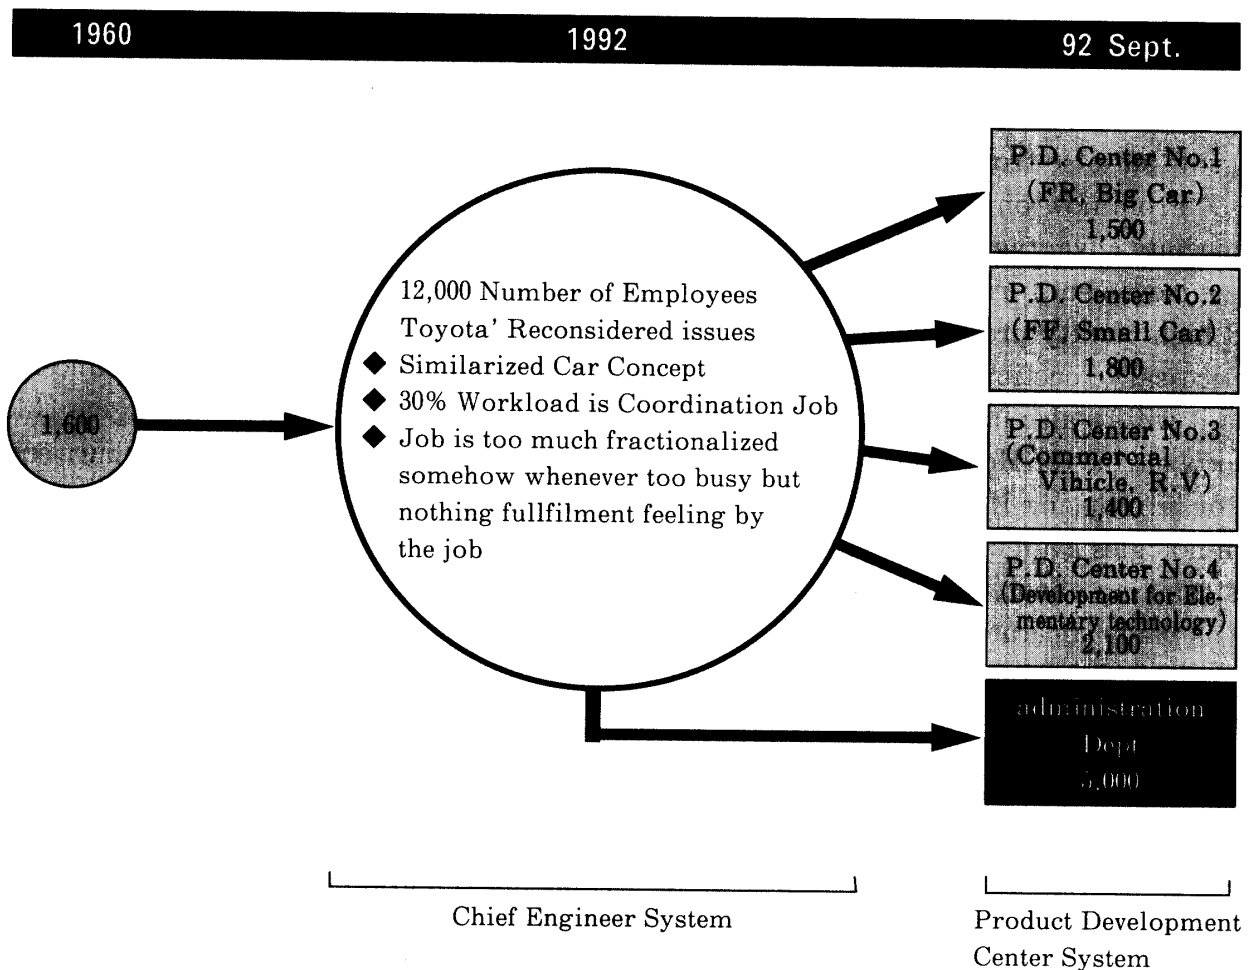 1960
1992
92 Sept.
1,600
12,000 Number of Employees
Toyota' Reconsidered issues
◆ Similarized Car Concept
◆ 30% Workload is Coordination Job
◆ Job is too much fractionalized
somehow whenever too busy but
nothing fullfilment feeling by
the job
P.D. Center No.1
(FR, Big Car)
1,500
P.D. Center No.2
(FF, Small Car)
1,800
P.D. Center No.3
(Commercial
Vihicle, R.V)
1,400
P.D. Center No.4
(Development for Ele-
mentary technology)
2,100
administration
Dept
5,000
Chief Engineer System
Product Development
Center System